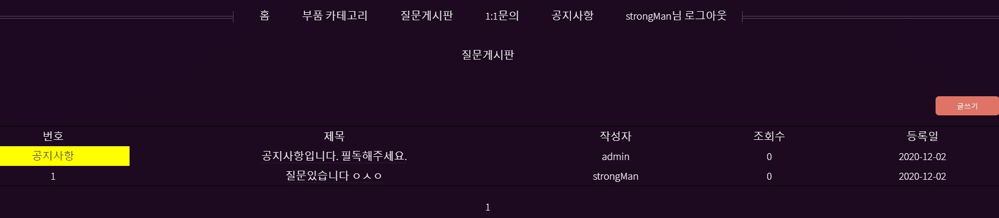 홈 부품 카테고리 질문게시판 1:1문의 공지사항 strongMan님 로그아웃
질문게시판
글쓰기
번호 제목 작성자 조회수 등록일
공지사항 공지사항입니다. 필독해주세요. admin 0 2020-12-02
1 질문있습니다 ㅇㅅㅇ strongMan 0 2020-12-02
1